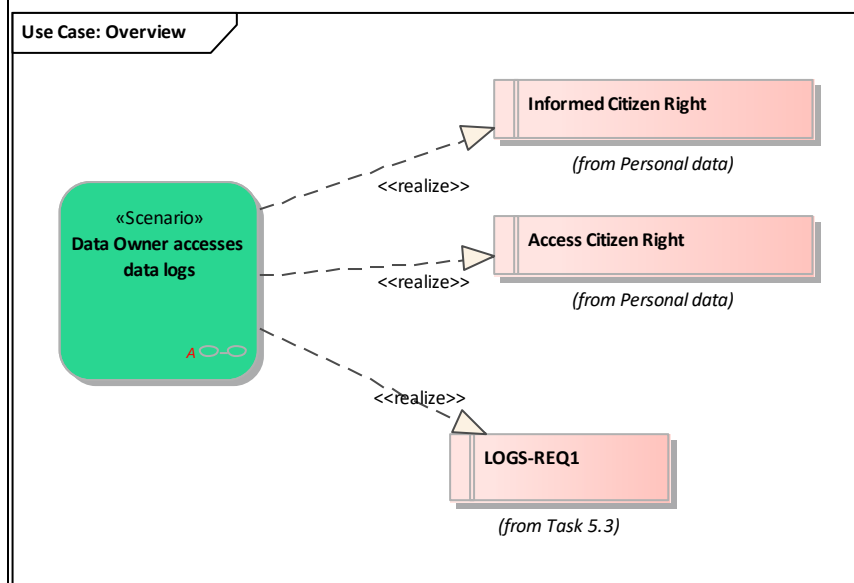 Use Case: Overview
Informed Citizen Right
(from Personal data)
<<realize>>
«Scenario»
Data Owner accesses
data logs
A
Access Citizen Right
<<realize>>
(from Personal data)
<<realize>>
LOGS-REQ1
(from Task 5.3)